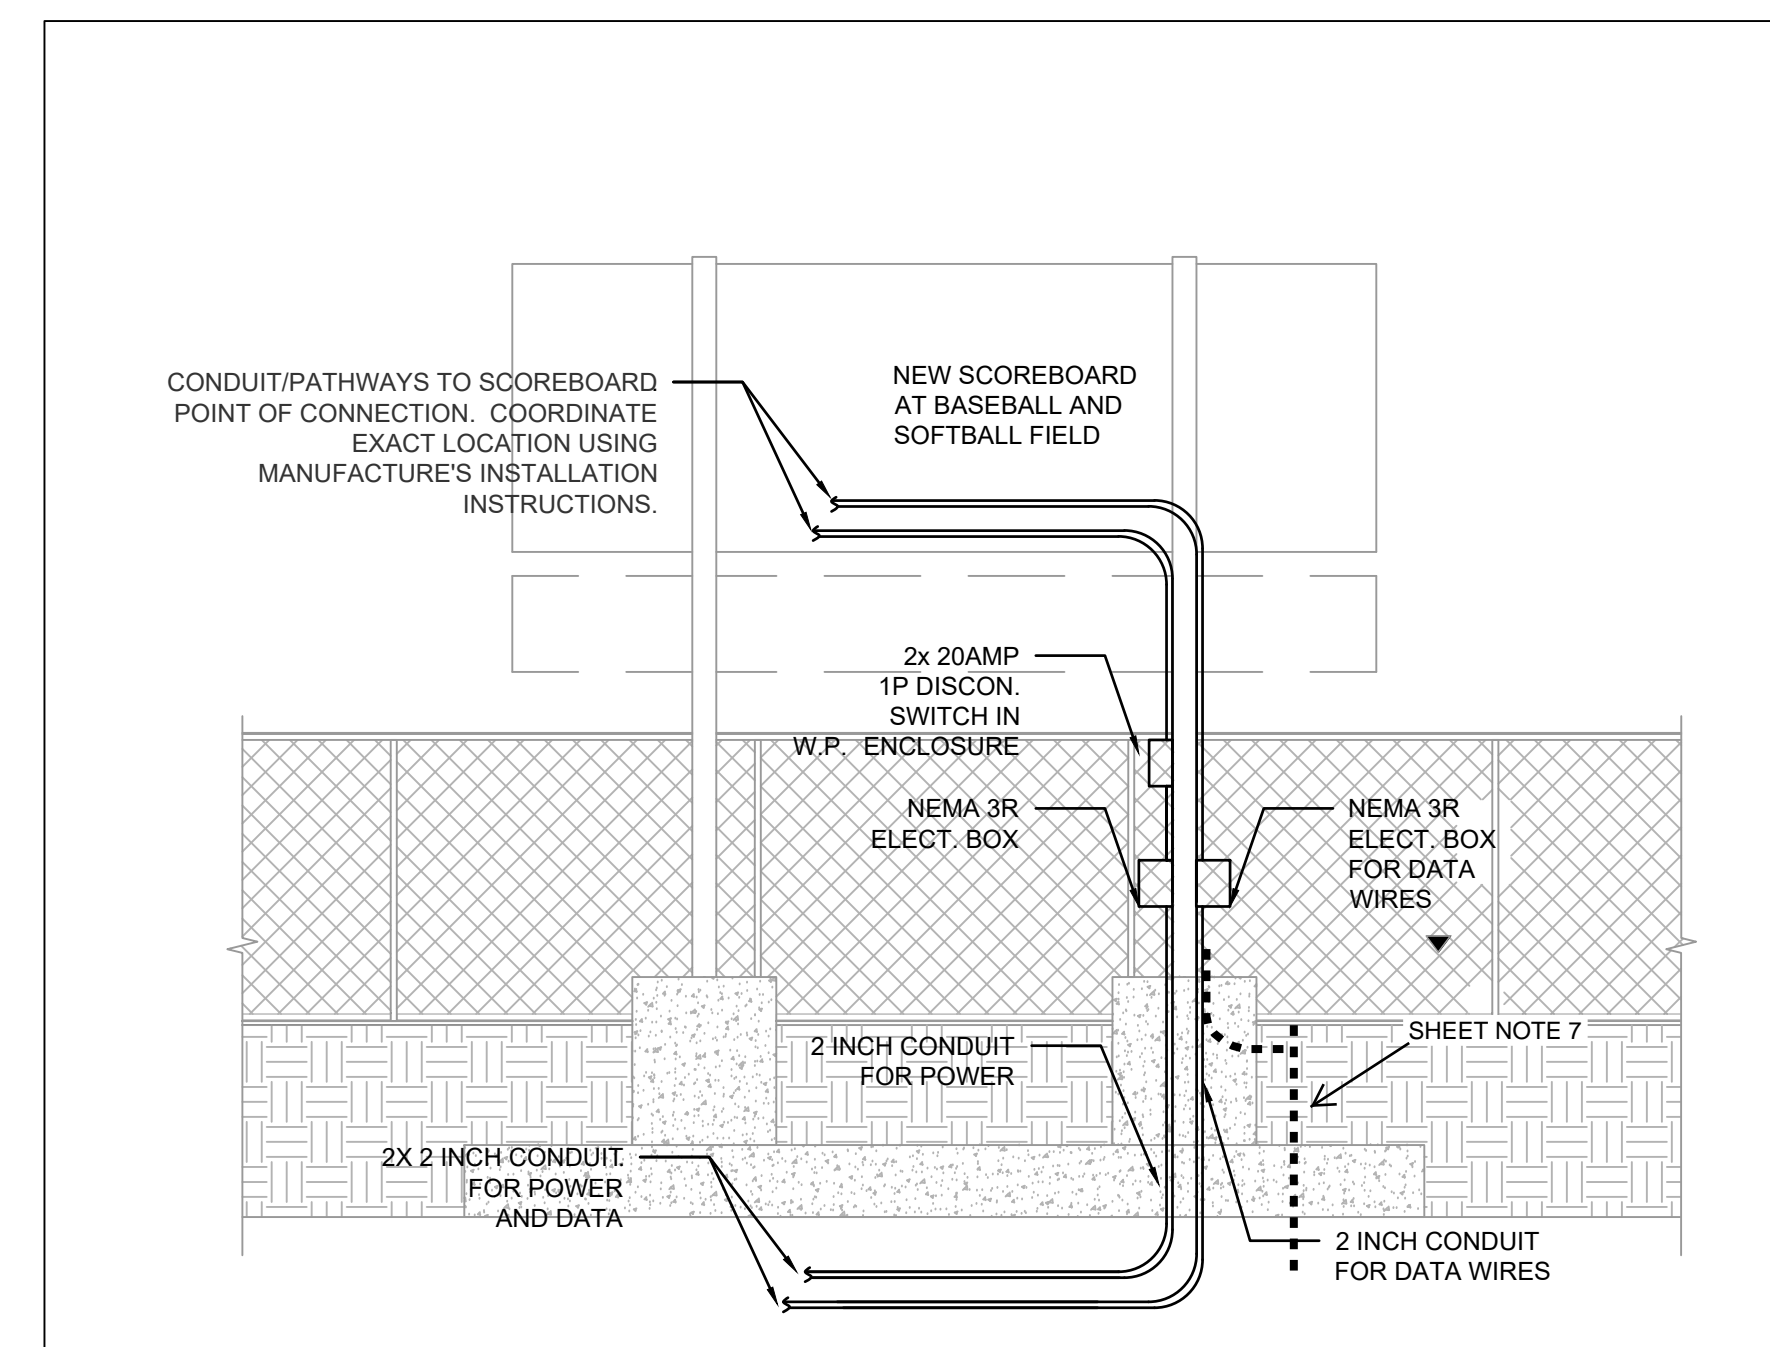 CONDUIT/PATHWAYS TO SCOREBOARD.
POINT OF CONNECTION. COORDINATE
EXACT LOCATION USING
MANUFACTURE'S INSTALLATION
INSTRUCTIONS.
NEW SCOREBOARD
AT BASEBALL AND
SOFTBALL FIELD
2x 20AMP
1P DISCON.
SWITCH IN
W.P. ENCLOSURE
NEMA 3R
ELECT. BOX
NEMA 3R
ELECT. BOX
FOR DATA
WIRES
SHEET NOTE 7
2 INCH CONDUIT
FOR POWER
2X 2 INCH CONDUIT.
FOR POWER
AND DATA
2 INCH CONDUIT
FOR DATA WIRES